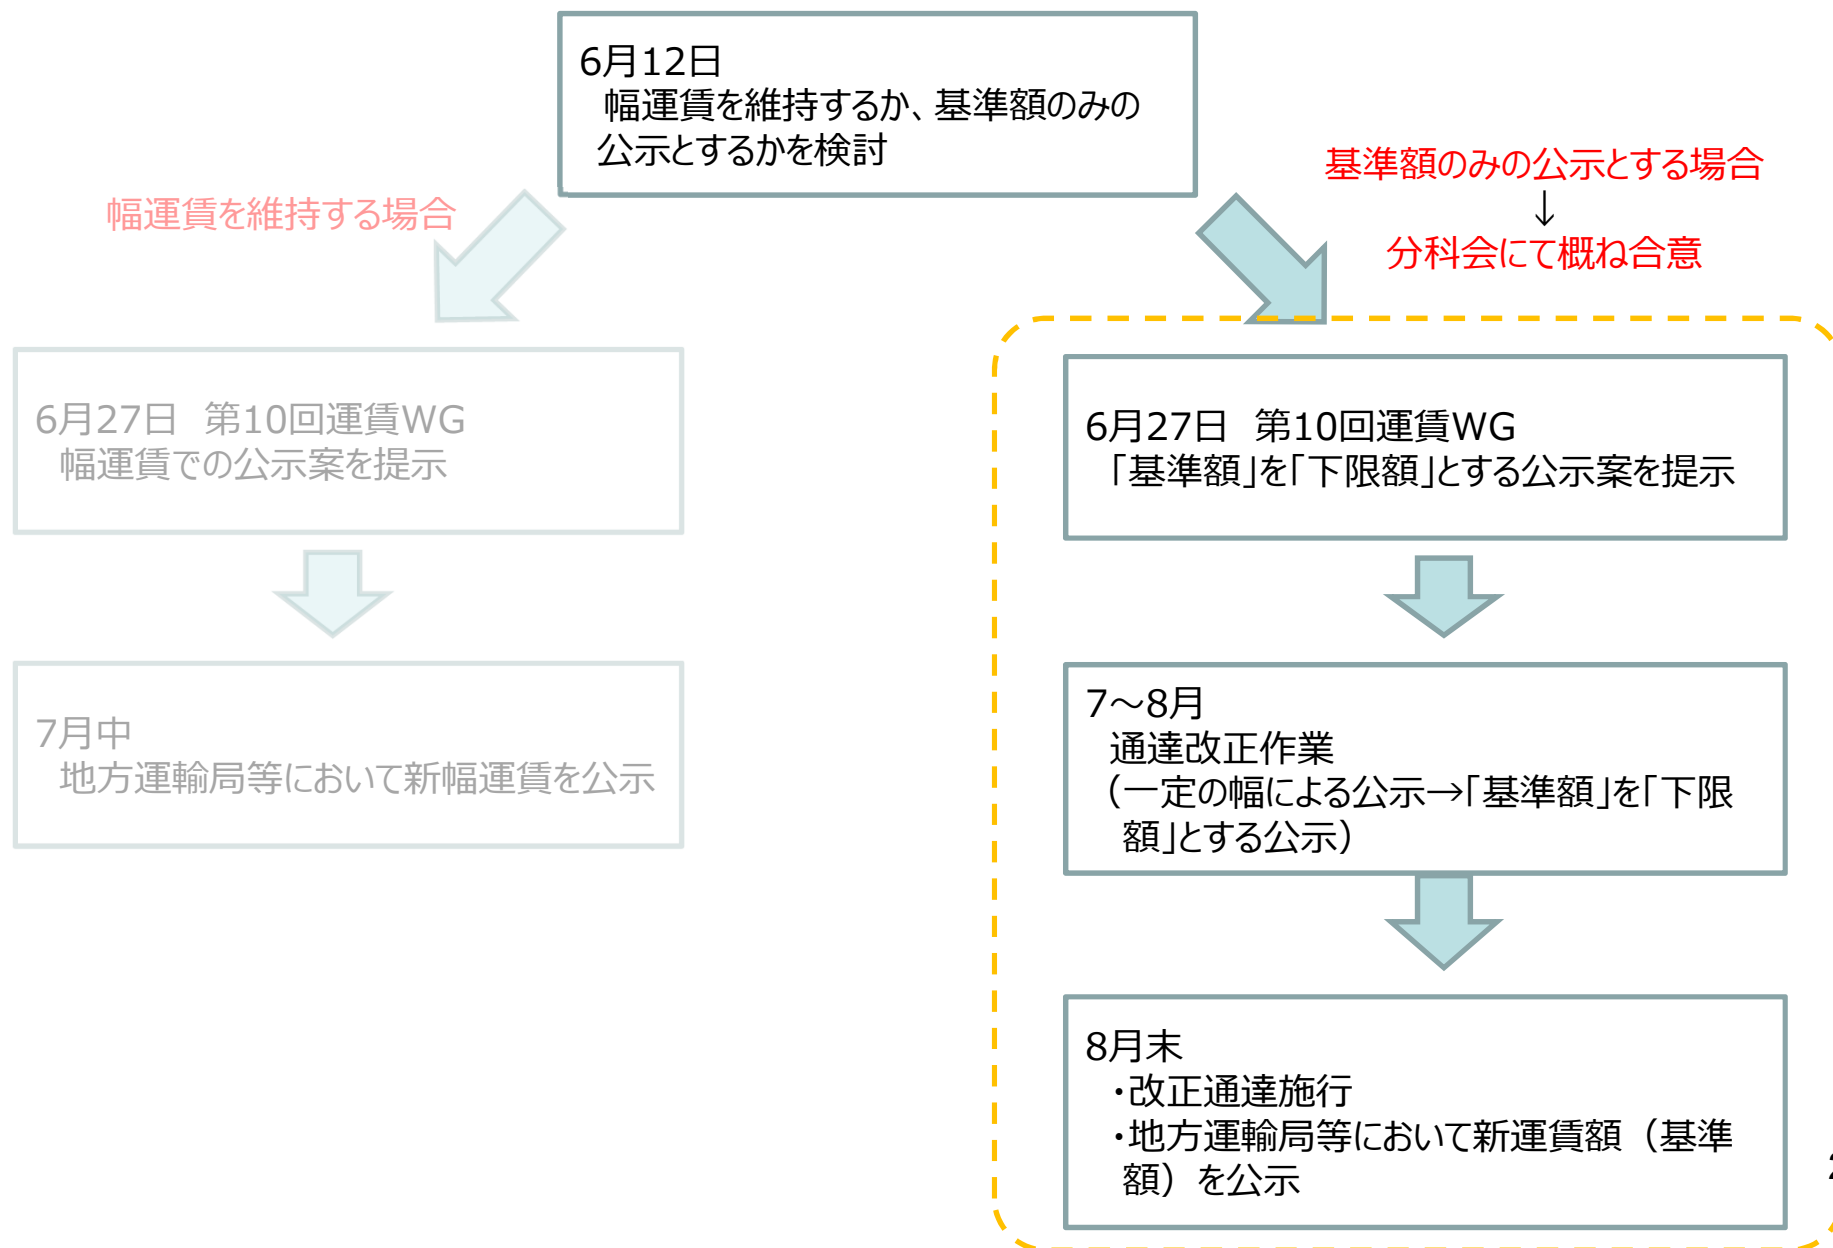 6月12日
幅運賃を維持するか、基準額のみの
公示とするかを検討
幅運賃を維持する場合
基準額のみの公示とする場合
↓
分科会にて概ね合意
6月27日 第10回運賃WG
幅運賃での公示案を提示
7月中
地方運輸局等において新幅運賃を公示
6月27日 第10回運賃WG
「基準額」を「下限額」とする公示案を提示
7～8月
通達改正作業
（一定の幅による公示→「基準額」を「下限
額」とする公示）
8月末
・改正通達施行
・地方運輸局等において新運賃額（基準
額）を公示